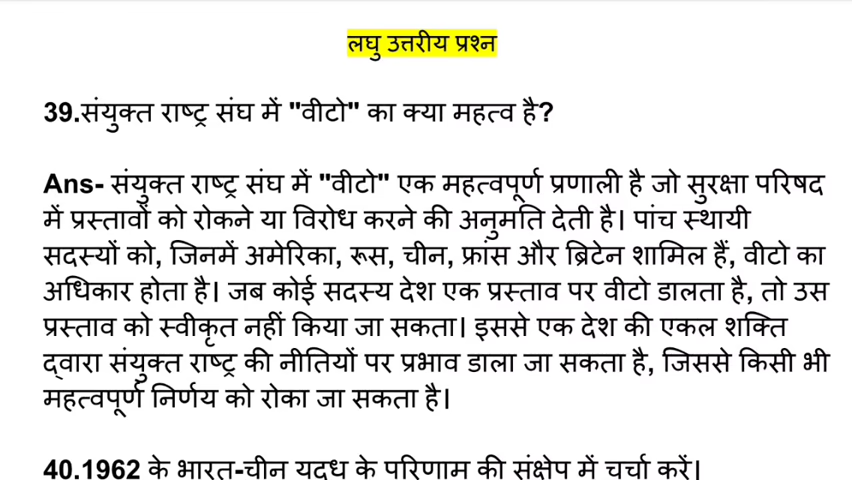 लघु उत्तरीय प्रश्न
39.संयुक्त राष्ट्र संघ में "वीटो" का क्या महत्व है?
Ans- संयुक्त राष्ट्र संघ में "वीटो" एक महत्वपूर्ण प्रणाली है जो सुरक्षा परिषद
में प्रस्तावों को रोकने या विरोध करने की अनुमति देती है। पांच स्थायी
सदस्यों को, जिनमें अमेरिका, रूस, चीन, फ्रांस और ब्रिटेन शामिल हैं, वीटो का
अधिकार होता है। जब कोई सदस्य देश एक प्रस्ताव पर वीटो डालता है, तो उस
प्रस्ताव को स्वीकृत नहीं किया जा सकता। इससे एक देश की एकल शक्ति
द्वारा संयुक्त राष्ट्र की नीतियों पर प्रभाव डाला जा सकता है, जिससे किसी भी
महत्वपूर्ण निर्णय को रोका जा सकता है।
40.1962 के भारत-चीन युद्ध के परिणाम की संक्षेप में चर्चा करें।